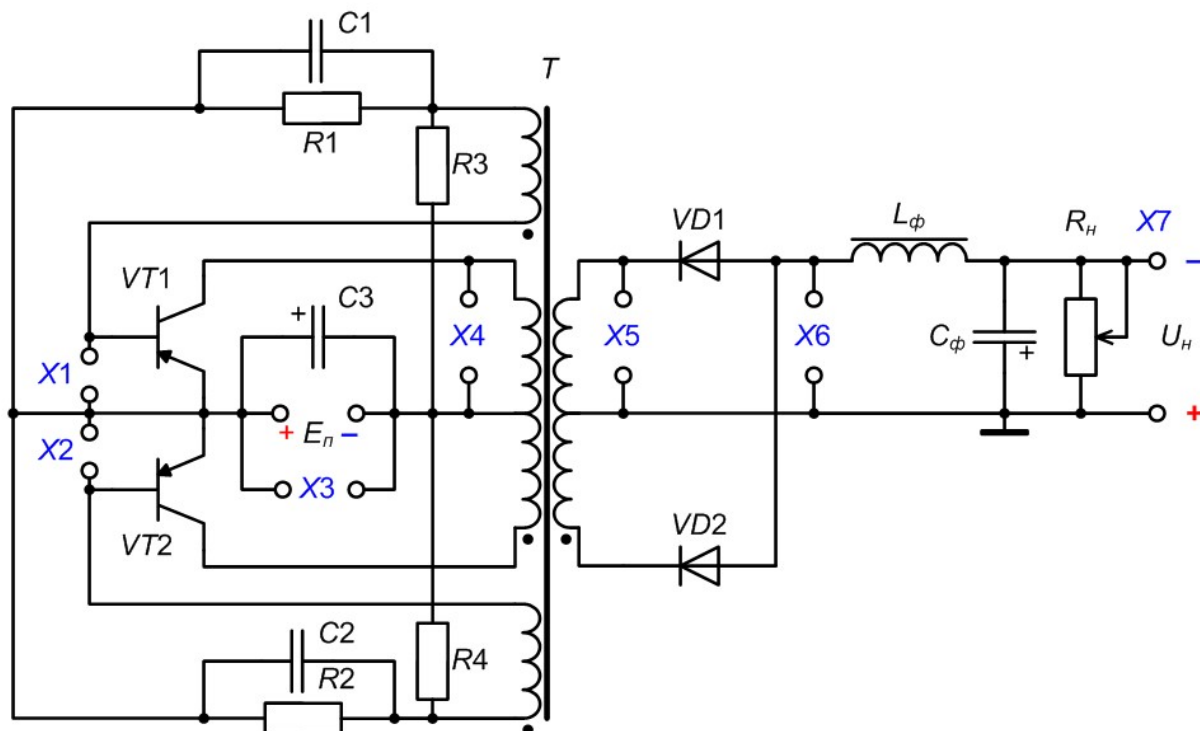 C1
T
R1
R3
VD1
Lф
Rн
X7
−
VT1
+
C3
X4
X5
X6
Cф
+
Uн
X1
+ Eп −
+
X2
X3
VT2
VD2
C2
R4
R2